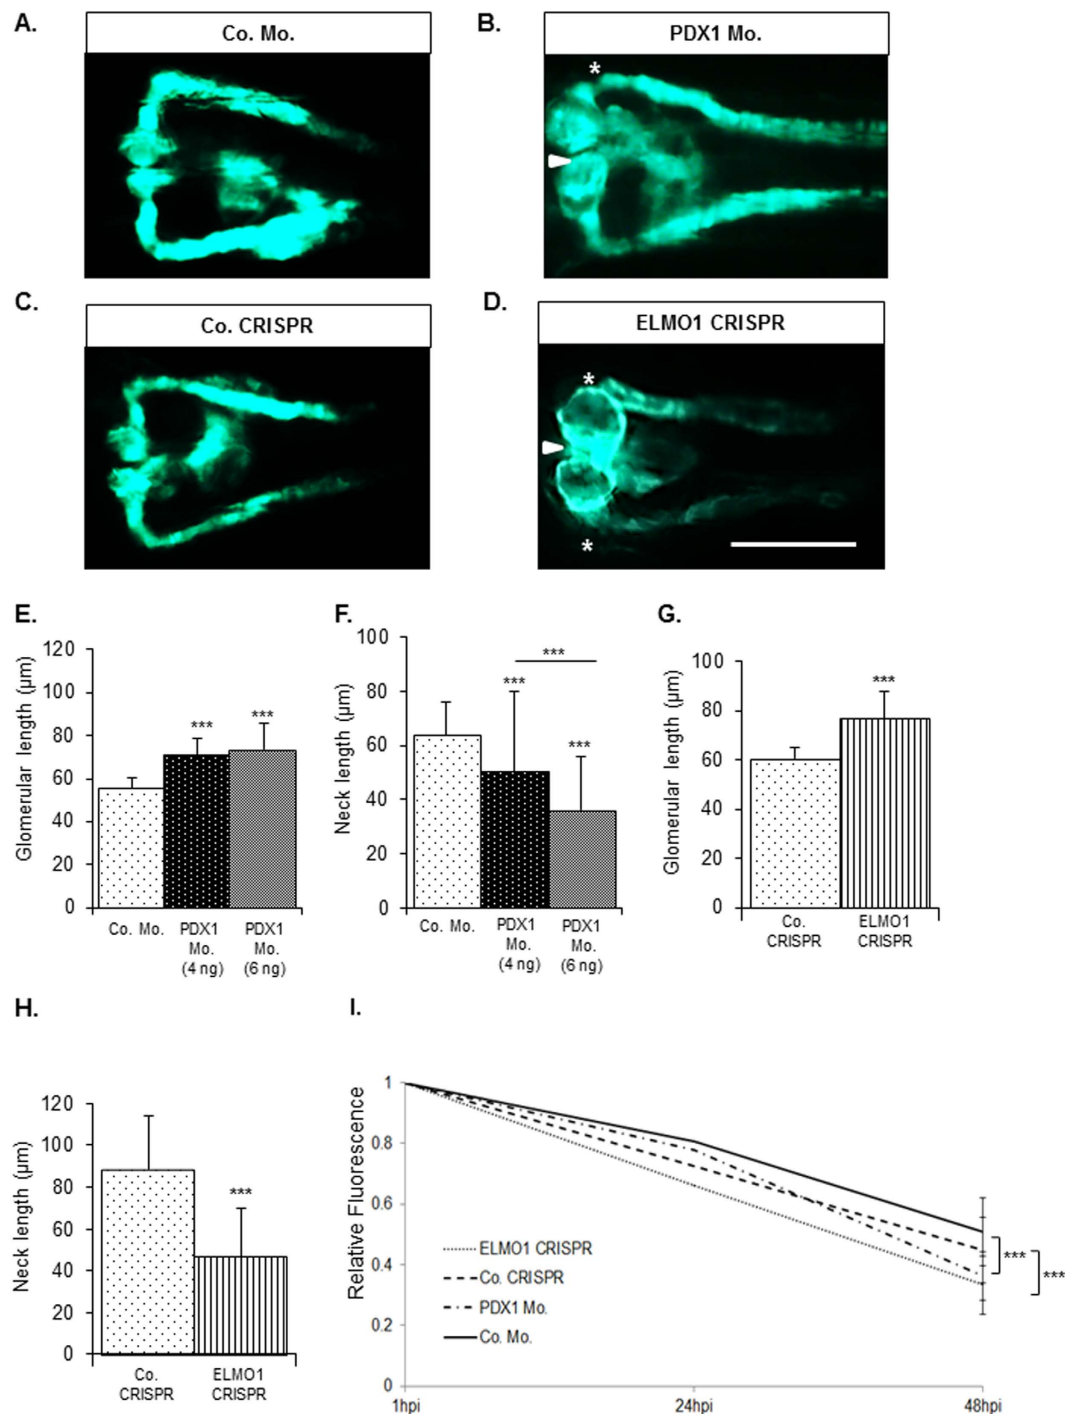 A.
Co. Mo.
B.
PDX1 Mo.
*
C.
Co. CRISPR
D.
ELMO1 CRISPR
*
*
E.
Glomerular length (µm)
120
100
80
60
40
20
0
***
***
Co. Mo.
PDX1
Mo.
(4 ng)
PDX1
Mo.
(6 ng)
F.
Neck length (µm)
100
80
60
40
20
0
***
***
***
Co. Mo.
PDX1
Mo.
(4 ng)
PDX1
Mo.
(6 ng)
G.
Glomerular length (µm)
100
80
60
40
20
0
***
Co.
CRISPR
ELMO1
CRISPR
H.
Neck length (µm)
120
100
80
60
40
20
0
***
Co.
CRISPR
ELMO1
CRISPR
I.
Relative Fluorescence
1
0.8
0.6
0.4
0.2
0
ELMO1 CRISPR
Co. CRISPR
PDX1 Mo.
Co. Mo.
***
***
1hpi
24hpi
48hpi